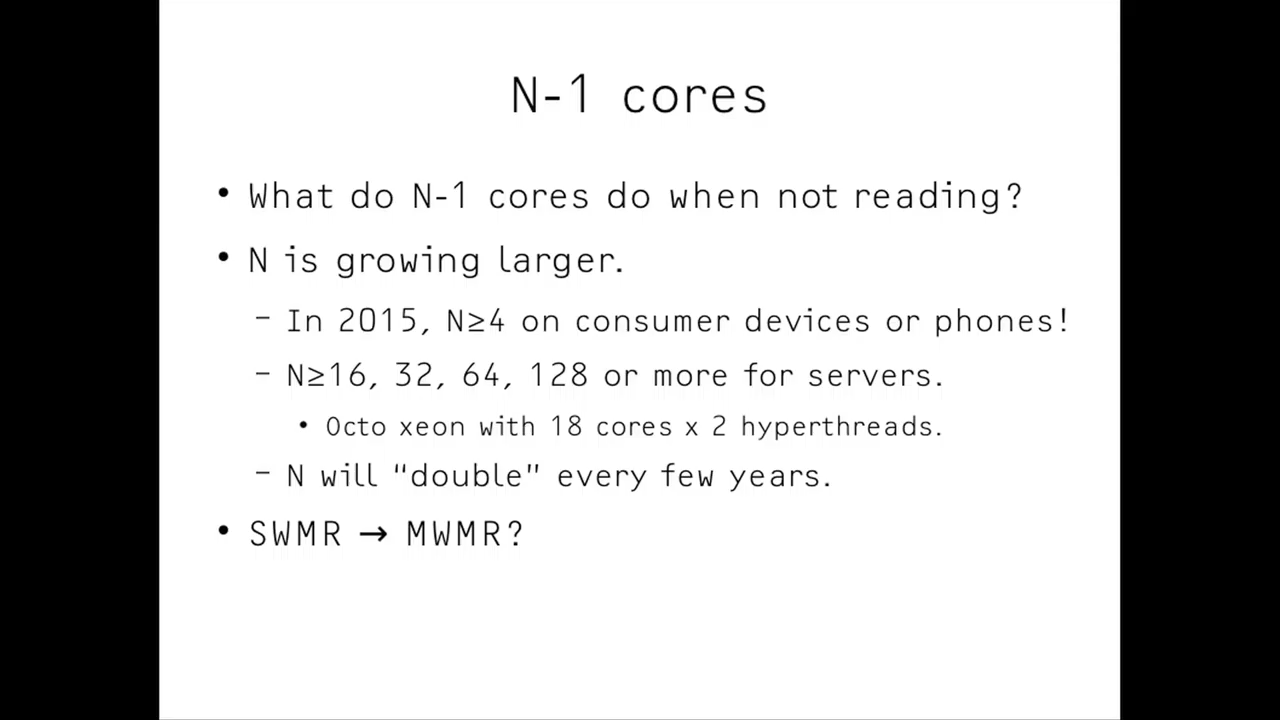 N-1 cores
• What do N-1 cores do when not reading?
• N is growing larger.
– In 2015, N≥4 on consumer devices or phones!
– N≥16, 32, 64, 128 or more for servers.
• Octo xeon with 18 cores x 2 hyperthreads.
– N will “double” every few years.
• SWMR → MWMR?